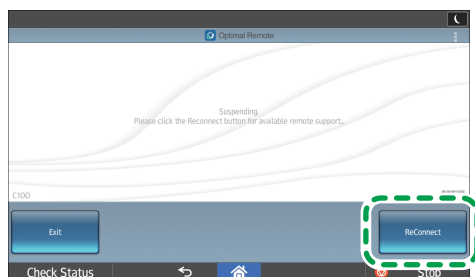 Optimal Remote
Suspending.
Please click the Reconnect button for available remote support..
C100
Exit
ReConnect
Check Status
Stop